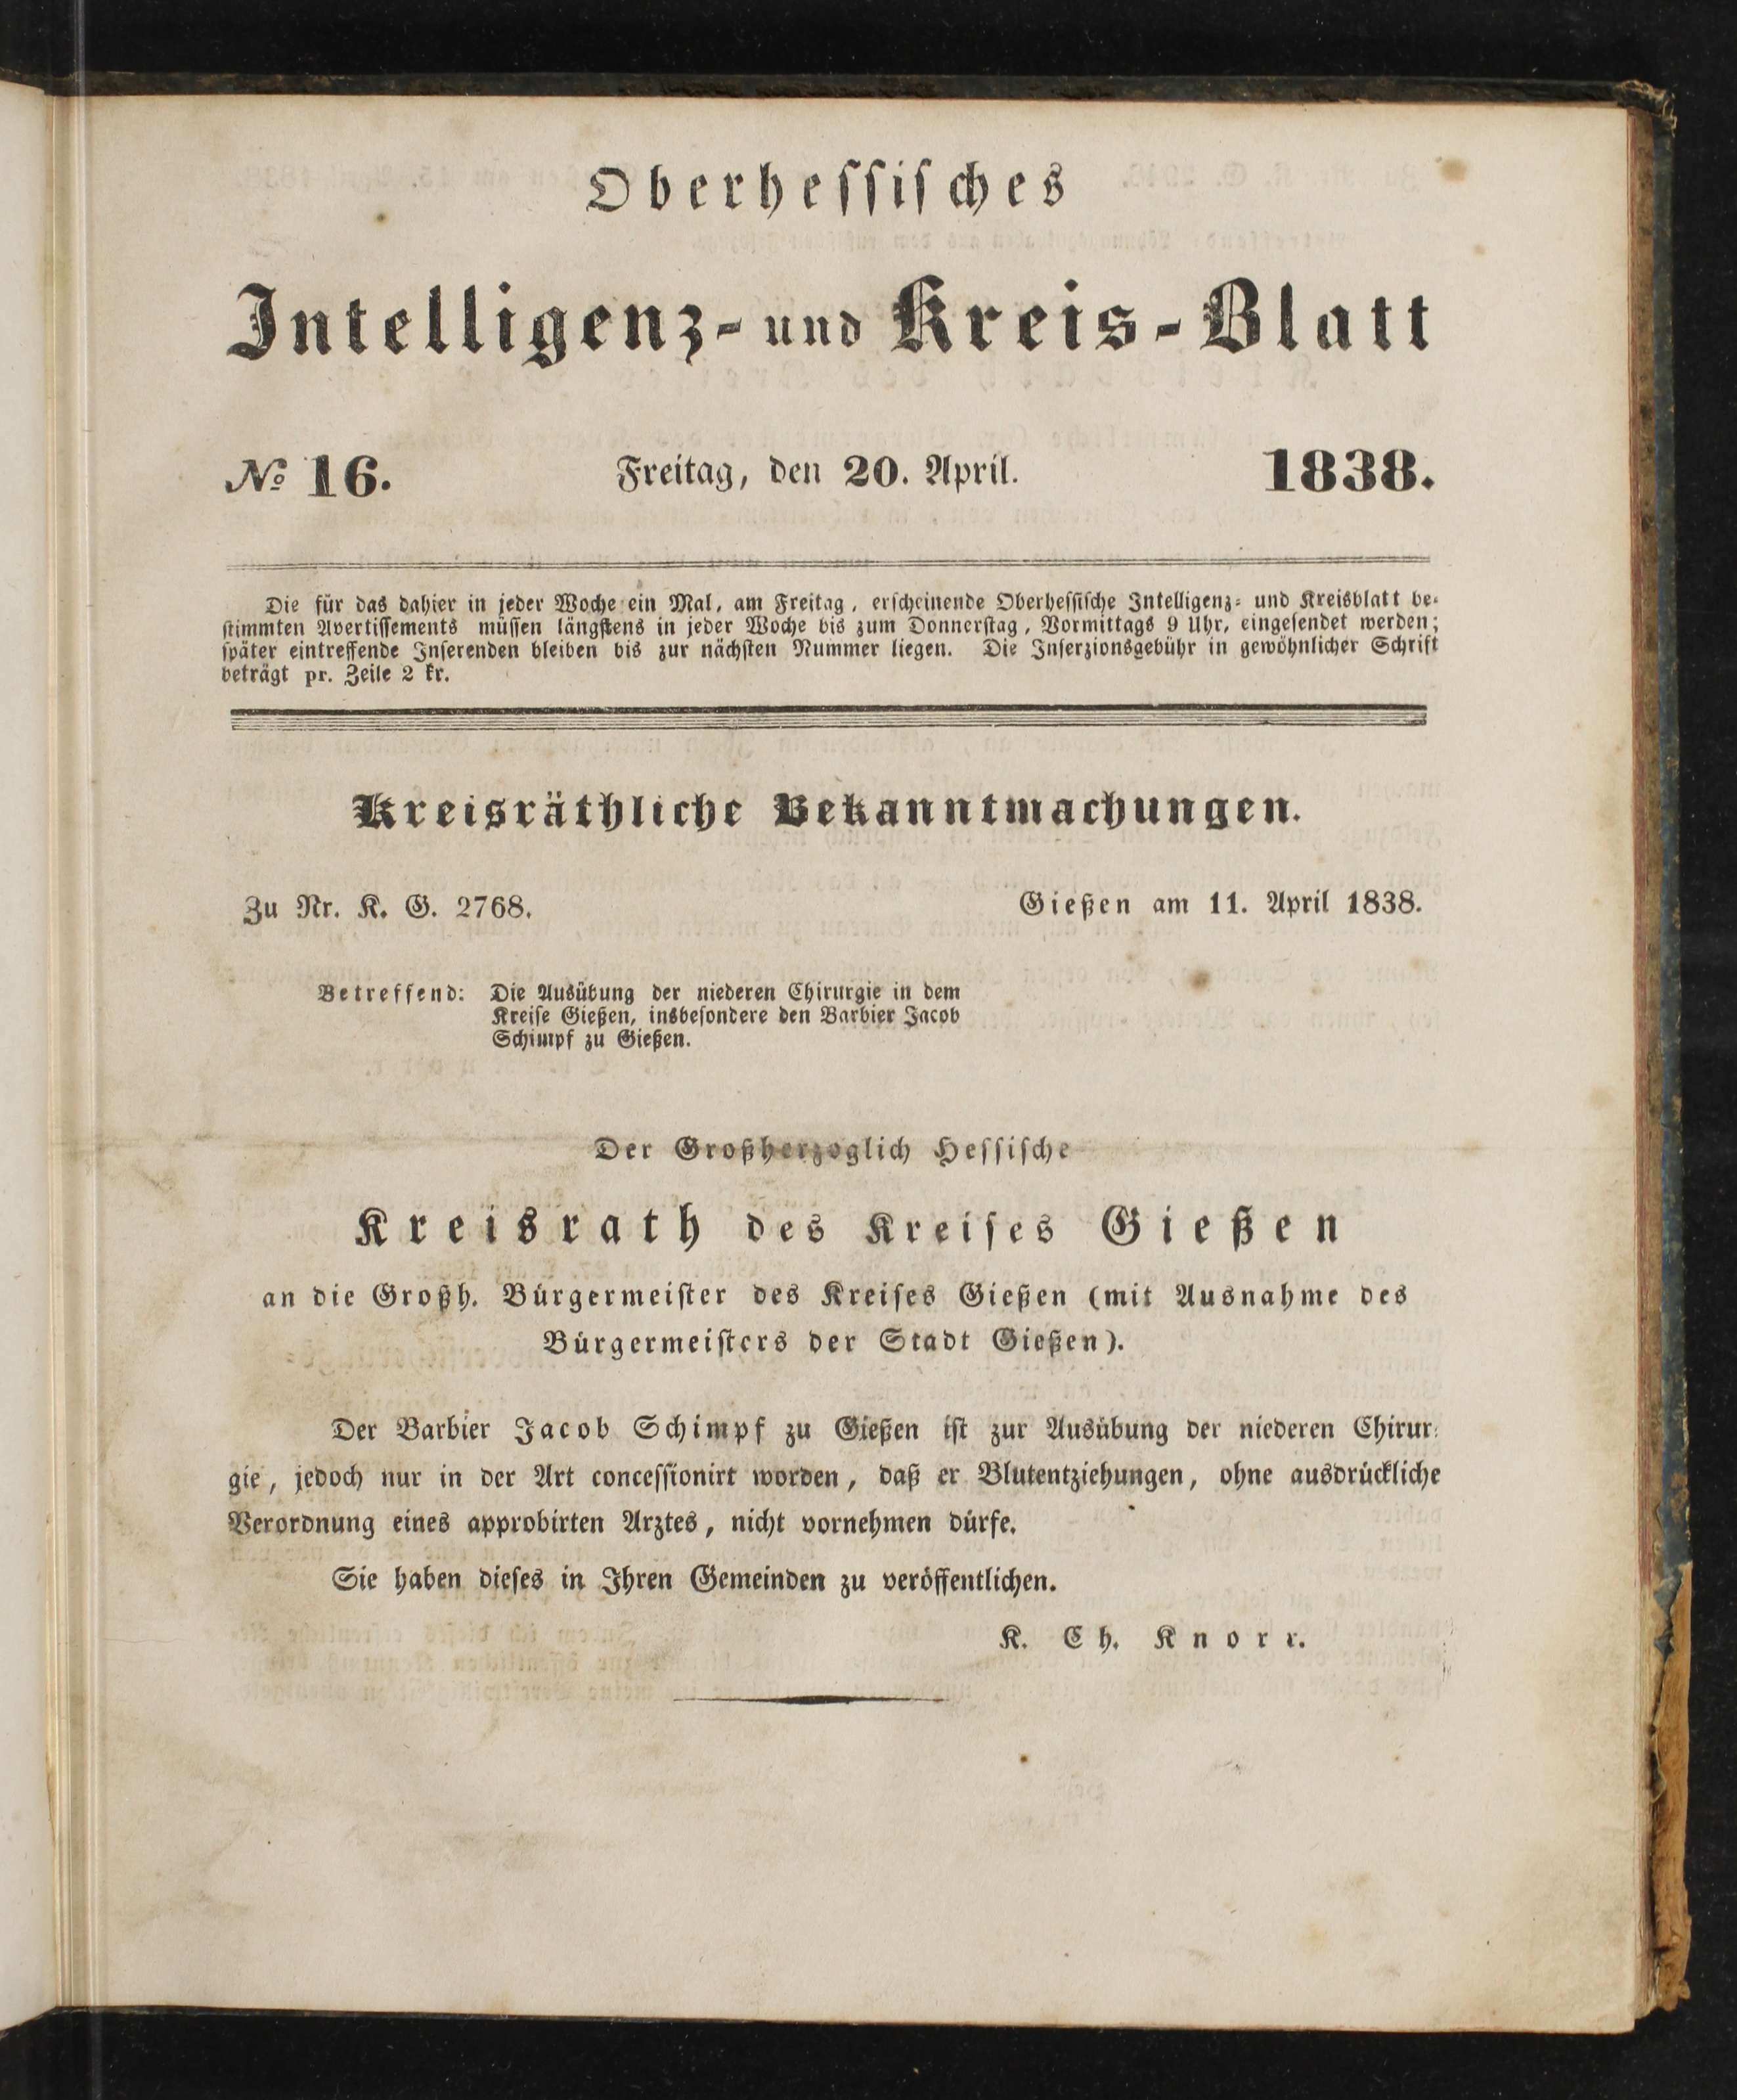 Oberhessisches
Intelligenz- und Kreis-Blatt
№ 16. Freitag, den 20. April. 1838.
Die für das dahier in jeder Woche ein Mal, am Freitag, erscheinende Oberhessische Intelligenz- und Kreisblatt be-
stimmten Avertissements müssen längstens in jeder Woche bis zum Donnerstag, Vormittags 9 Uhr, eingesendet werden;
später eintreffende Inserenden bleiben bis zur nächsten Nummer liegen. Die Inserzionsgebühr in gewöhnlicher Schrift
beträgt pr. Zeile 2 kr.
Kreisräthliche Bekanntmachungen.
Zu Nr. K. G. 2768. Gießen am 11. April 1838.
Betreffend: Die Ausübung der niederen Chirurgie in dem
Kreise Gießen, insbesondere den Barbier Jacob
Schimpf zu Gießen.
Der Großherzoglich Hessische
Kreisrath des Kreises Gießen
an die Großh. Bürgermeister des Kreises Gießen (mit Ausnahme des
Bürgermeisters der Stadt Gießen).
Der Barbier Jacob Schimpf zu Gießen ist zur Ausübung der niederen Chirur-
gie, jedoch nur in der Art concessionirt worden, daß er Blutentziehungen, ohne ausdrückliche
Verordnung eines approbirten Arztes, nicht vornehmen dürfe.
Sie haben dieses in Ihren Gemeinden zu veröffentlichen.
K. Ch. Knorr.